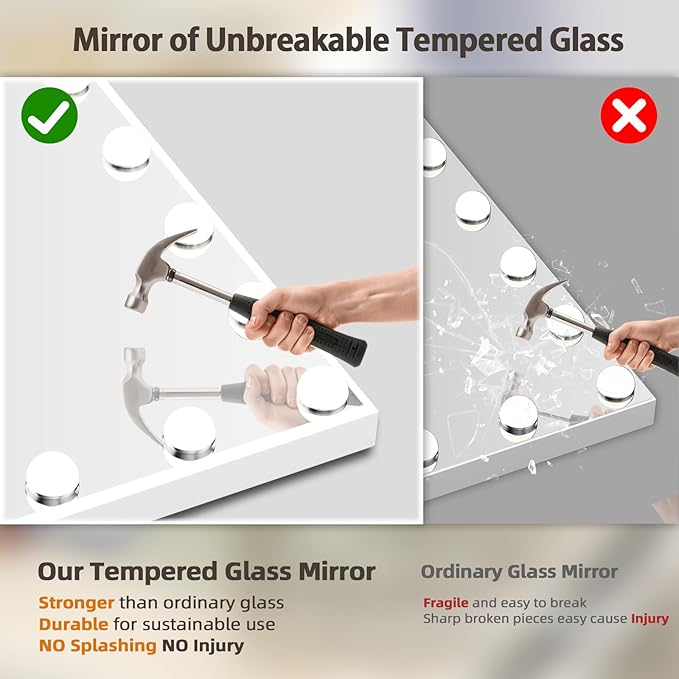 Mirror of Unbreakable Tempered Glass
Our Tempered Glass Mirror
Stronger than ordinary glass
Durable for sustainable use
NO Splashing NO Injury
Ordinary Glass Mirror
Fragile and easy to break
Sharp broken pieces easy cause Injury